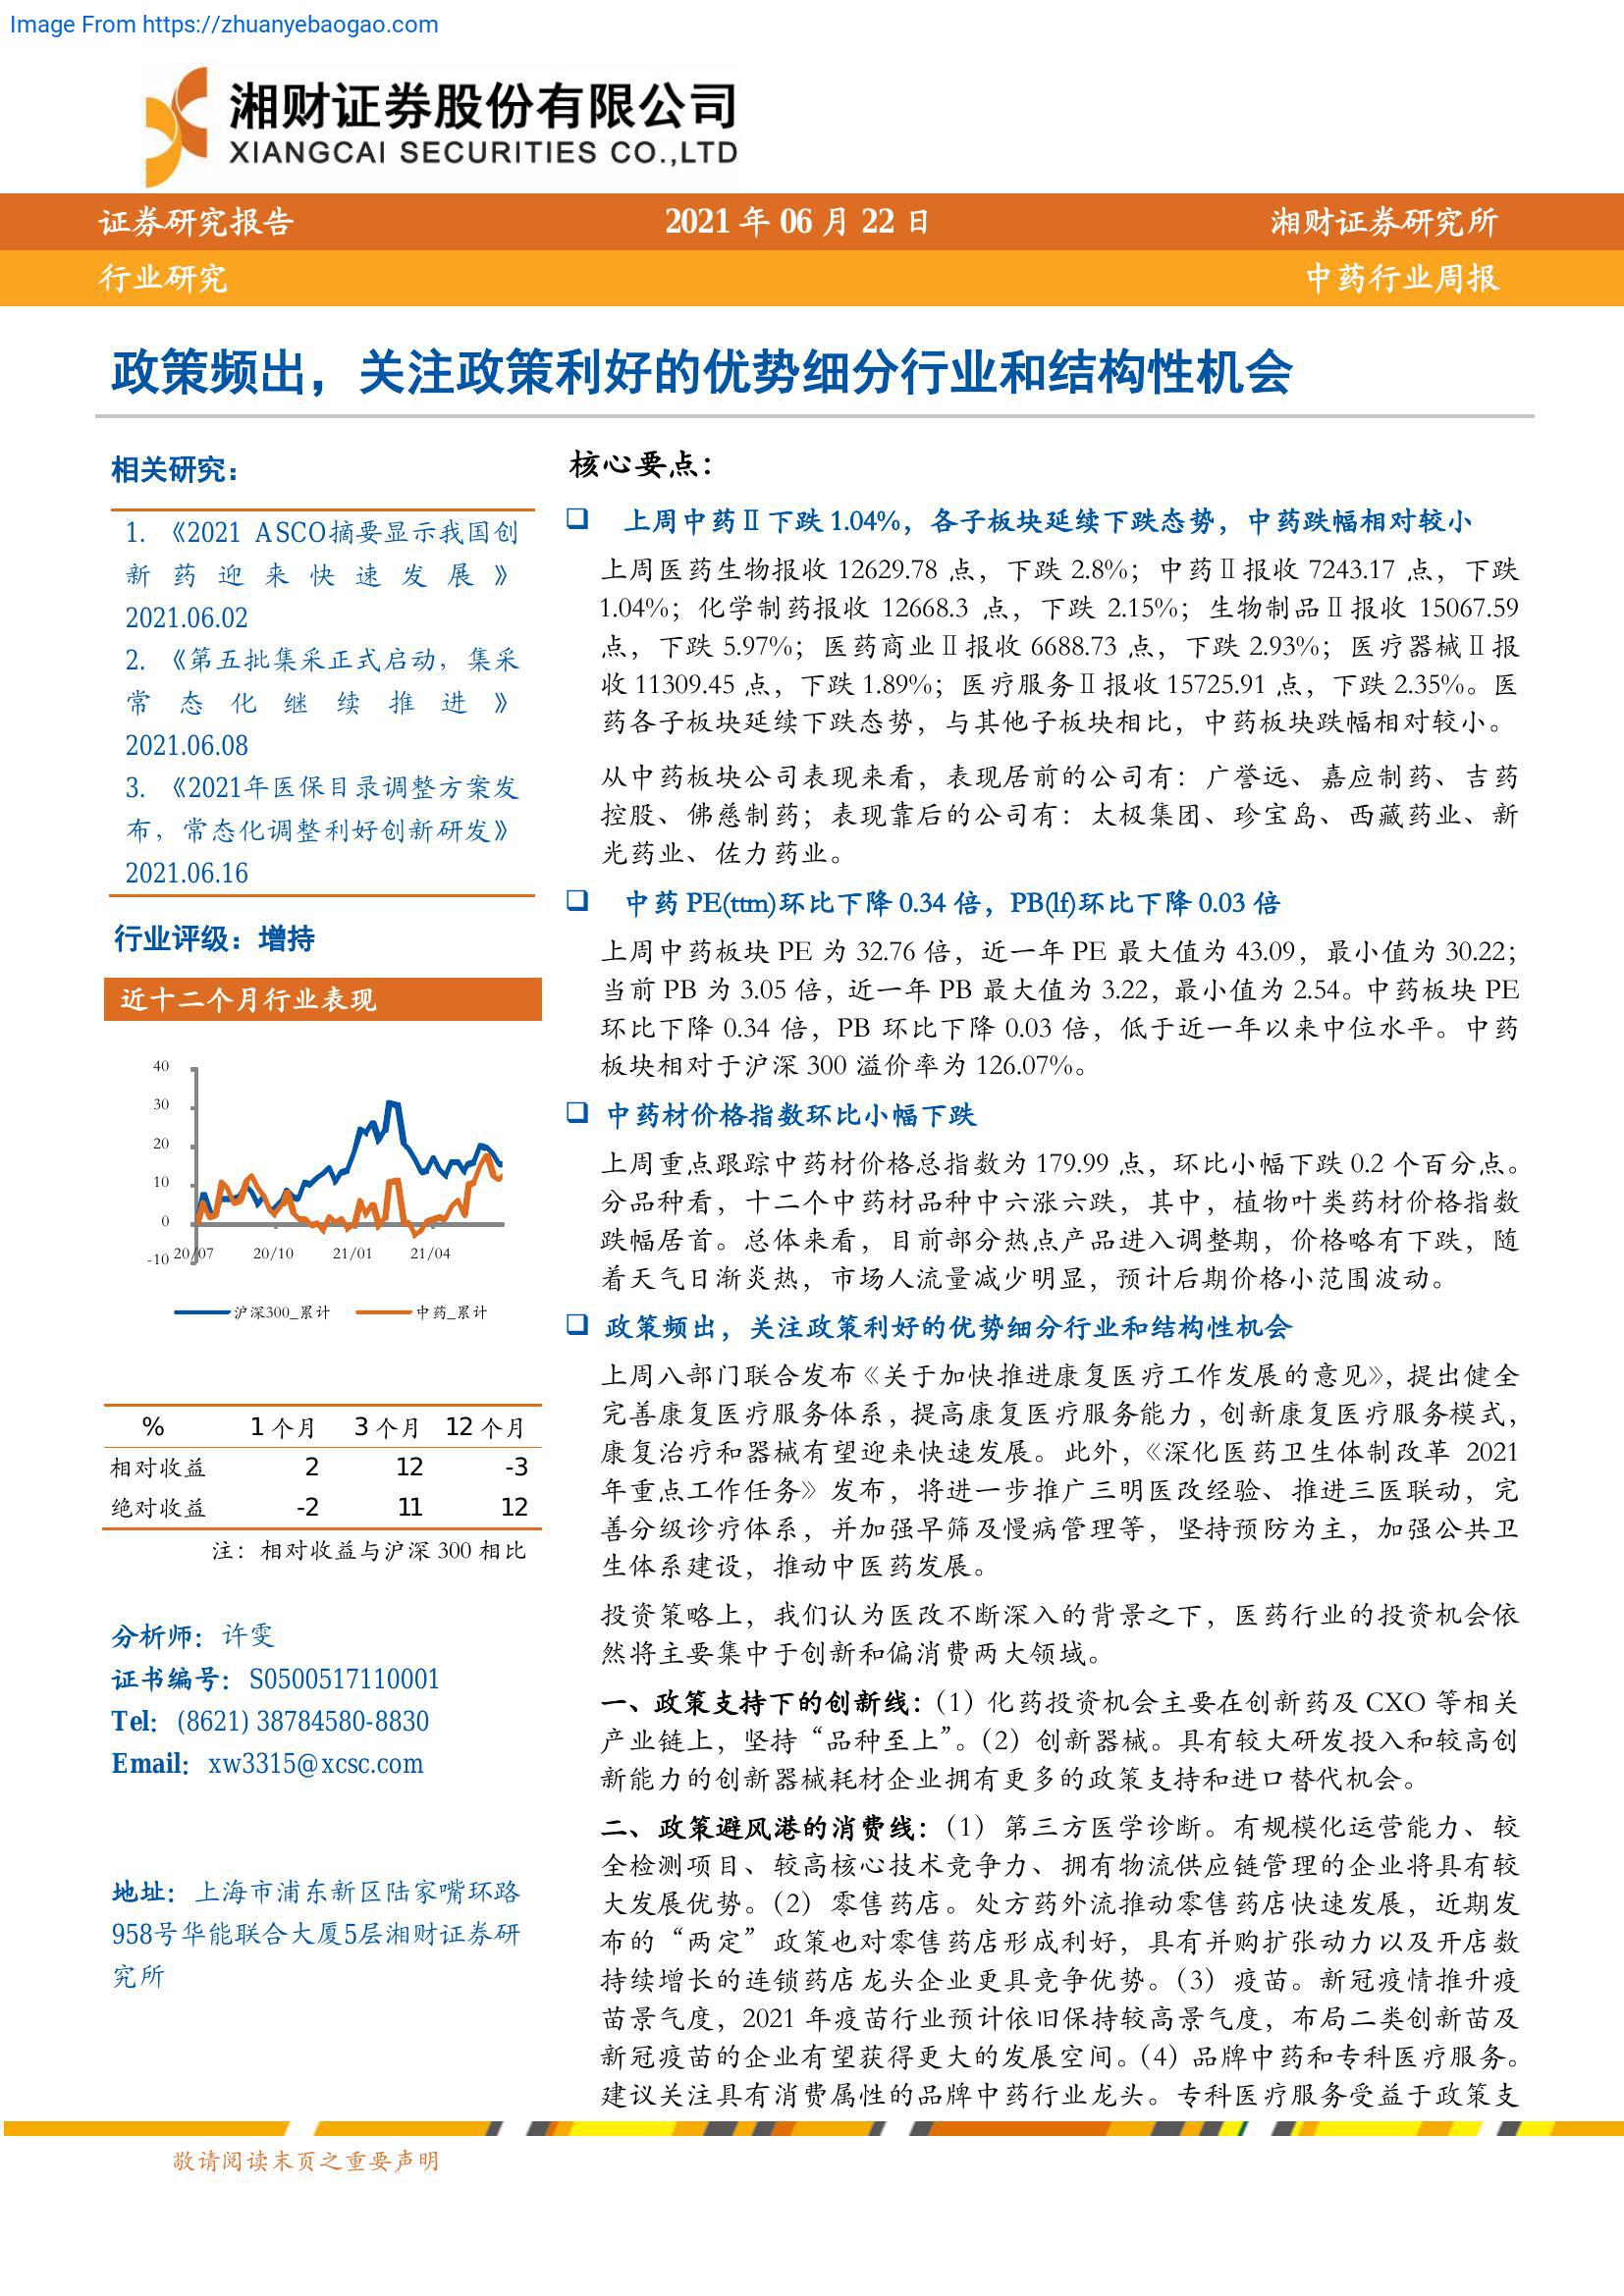 Image From https://zhuanyebaogao.com
湘财证券股份有限公司
XIANGCAI SECURITIES CO.,LTD
证券研究报告 2021 年 06 月 22 日 湘财证券研究所
行业研究 中药行业周报
政策频出，关注政策利好的优势细分行业和结构性机会
相关研究：
1. 《2021 ASCO摘要显示我国创
新药迎来快速发展》
2021.06.02
2. 《第五批集采正式启动，集采
常态化继续推进》
2021.06.08
3. 《2021年医保目录调整方案发
布，常态化调整利好创新研发》
2021.06.16
行业评级：增持
近十二个月行业表现
40
30
20
10
0
-10
20/07 20/10 21/01 21/04
沪深300_累计 中药_累计
% 1 个月 3 个月 12 个月
相对收益 2 12 -3
绝对收益 -2 11 12
注：相对收益与沪深 300 相比
分析师：许雯
证书编号：S0500517110001
Tel：(8621) 38784580-8830
Email：xw3315@xcsc.com
地址：上海市浦东新区陆家嘴环路
958号华能联合大厦5层湘财证券研
究所
核心要点：
❑ 上周中药Ⅱ下跌 1.04%，各子板块延续下跌态势，中药跌幅相对较小
上周医药生物报收 12629.78 点，下跌 2.8%；中药Ⅱ报收 7243.17 点，下跌
1.04%；化学制药报收 12668.3 点，下跌 2.15%；生物制品Ⅱ报收 15067.59
点，下跌 5.97%；医药商业Ⅱ报收 6688.73 点，下跌 2.93%；医疗器械Ⅱ报
收 11309.45 点，下跌 1.89%；医疗服务Ⅱ报收 15725.91 点，下跌 2.35%。医
药各子板块延续下跌态势，与其他子板块相比，中药板块跌幅相对较小。
从中药板块公司表现来看，表现居前的公司有：广誉远、嘉应制药、吉药
控股、佛慈制药；表现靠后的公司有：太极集团、珍宝岛、西藏药业、新
光药业、佐力药业。
❑ 中药 PE(ttm)环比下降 0.34 倍，PB(lf)环比下降 0.03 倍
上周中药板块 PE 为 32.76 倍，近一年 PE 最大值为 43.09，最小值为 30.22；
当前 PB 为 3.05 倍，近一年 PB 最大值为 3.22，最小值为 2.54。中药板块 PE
环比下降 0.34 倍，PB 环比下降 0.03 倍，低于近一年以来中位水平。中药
板块相对于沪深 300 溢价率为 126.07%。
❑ 中药材价格指数环比小幅下跌
上周重点跟踪中药材价格总指数为 179.99 点，环比小幅下跌 0.2 个百分点。
分品种看，十二个中药材品种中六涨六跌，其中，植物叶类药材价格指数
跌幅居首。总体来看，目前部分热点产品进入调整期，价格略有下跌，随
着天气日渐炎热，市场人流量减少明显，预计后期价格小范围波动。
❑ 政策频出，关注政策利好的优势细分行业和结构性机会
上周八部门联合发布《关于加快推进康复医疗工作发展的意见》，提出健全
完善康复医疗服务体系，提高康复医疗服务能力，创新康复医疗服务模式，
康复治疗和器械有望迎来快速发展。此外，《深化医药卫生体制改革 2021
年重点工作任务》发布，将进一步推广三明医改经验、推进三医联动，完
善分级诊疗体系，并加强早筛及慢病管理等，坚持预防为主，加强公共卫
生体系建设，推动中医药发展。
投资策略上，我们认为医改不断深入的背景之下，医药行业的投资机会依
然将主要集中于创新和偏消费两大领域。
一、政策支持下的创新线：（1）化药投资机会主要在创新药及 CXO 等相关
产业链上，坚持“品种至上”。（2）创新器械。具有较大研发投入和较高创
新能力的创新器械耗材企业拥有更多的政策支持和进口替代机会。
二、政策避风港的消费线：（1）第三方医学诊断。有规模化运营能力、较
全检测项目、较高核心技术竞争力、拥有物流供应链管理的企业将具有较
大发展优势。（2）零售药店。处方药外流推动零售药店快速发展，近期发
布的“两定”政策也对零售药店形成利好，具有并购扩张动力以及开店数
持续增长的连锁药店龙头企业更具竞争优势。（3）疫苗。新冠疫情推升疫
苗景气度，2021 年疫苗行业预计依旧保持较高景气度，布局二类创新苗及
新冠疫苗的企业有望获得更大的发展空间。（4）品牌中药和专科医疗服务。
建议关注具有消费属性的品牌中药行业龙头。专科医疗服务受益于政策支
敬请阅读末页之重要声明